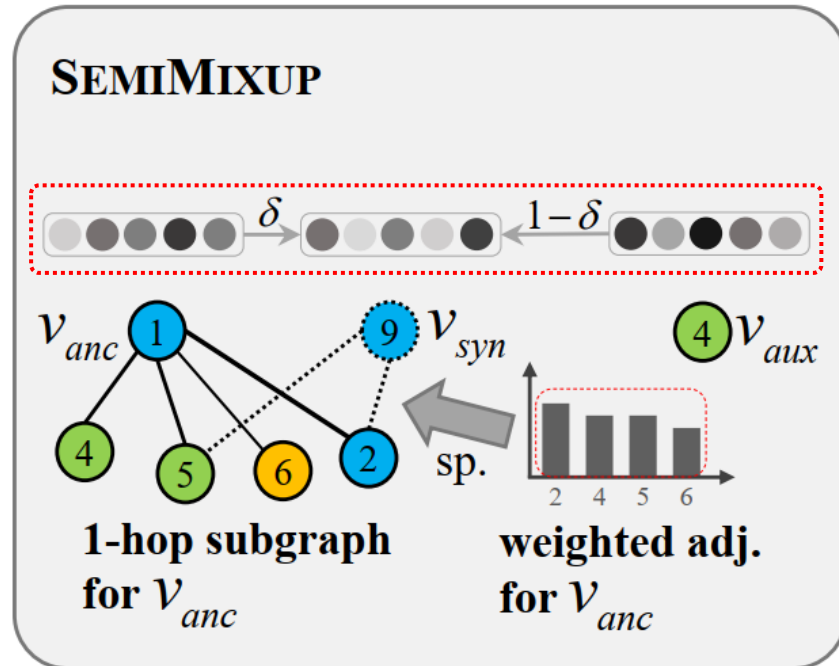 SEMIMIXUP
δ
1−δ
v_anc
1
9
v_syn
4
v_aux
4
5
6
2
sp.
2 4 5 6
1-hop subgraph
for v_anc
weighted adj.
for v_anc